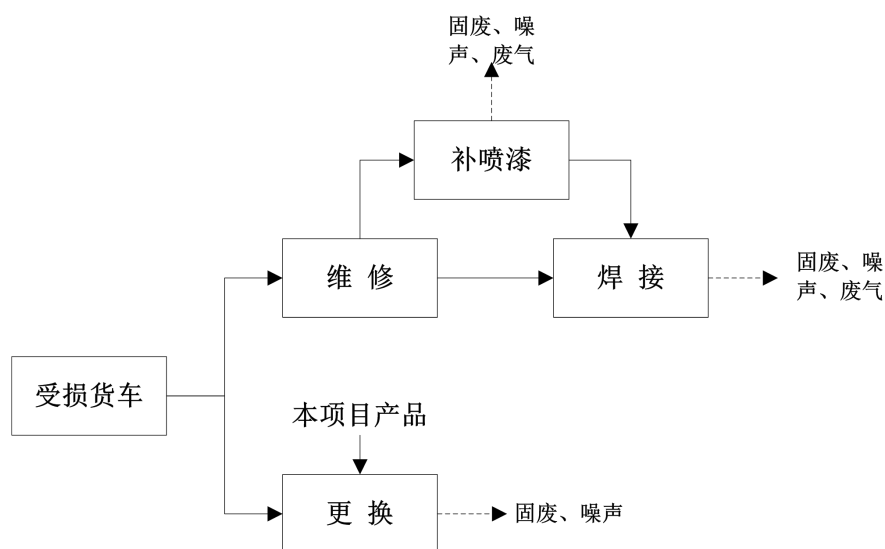 固废、噪
声、废气
补喷漆
维 修
焊 接
固废、噪
声、废气
受损货车
本项目产品
更 换
固废、噪声